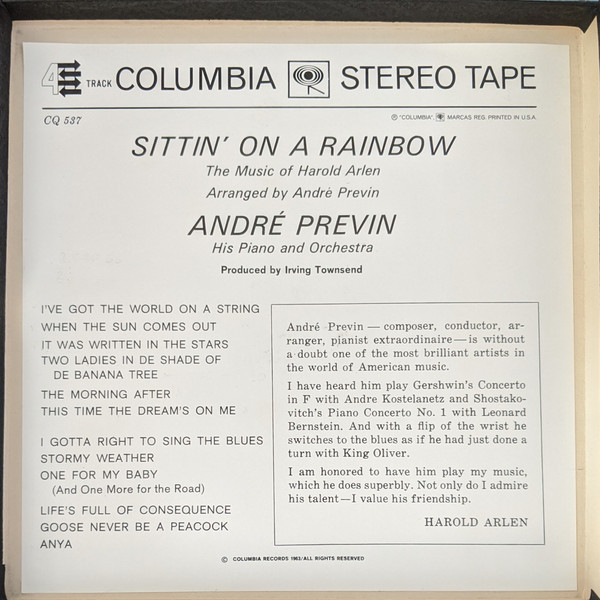 4 TRACK COLUMBIA STEREO TAPE
CQ 537
® "COLUMBIA", MARCAS REG. PRINTED IN U.S.A
SITTIN' ON A RAINBOW
The Music of Harold Arlen
Arranged by André Previn
ANDRÉ PREVIN
His Piano and Orchestra
Produced by Irving Townsend
I'VE GOT THE WORLD ON A STRING
WHEN THE SUN COMES OUT
IT WAS WRITTEN IN THE STARS
TWO LADIES IN DE SHADE OF
DE BANANA TREE
THE MORNING AFTER
THIS TIME THE DREAM'S ON ME
I GOTTA RIGHT TO SING THE BLUES
STORMY WEATHER
ONE FOR MY BABY
(And One More for the Road)
LIFE'S FULL OF CONSEQUENCE
GOOSE NEVER BE A PEACOCK
ANYA
André Previn — composer, conductor, ar-
ranger, pianist extraordinaire — is without
a doubt one of the most brilliant artists in
the world of American music.
I have heard him play Gershwin's Concerto
in F with Andre Kostelanetz and Shostako-
vitch's Piano Concerto No. 1 with Leonard
Bernstein. And with a flip of the wrist he
switches to the blues as if he had just done a
turn with King Oliver.
I am honored to have him play my music,
which he does superbly. Not only do I admire
his talent — I value his friendship.
HAROLD ARLEN
© COLUMBIA RECORDS 1963/ALL RIGHTS RESERVED